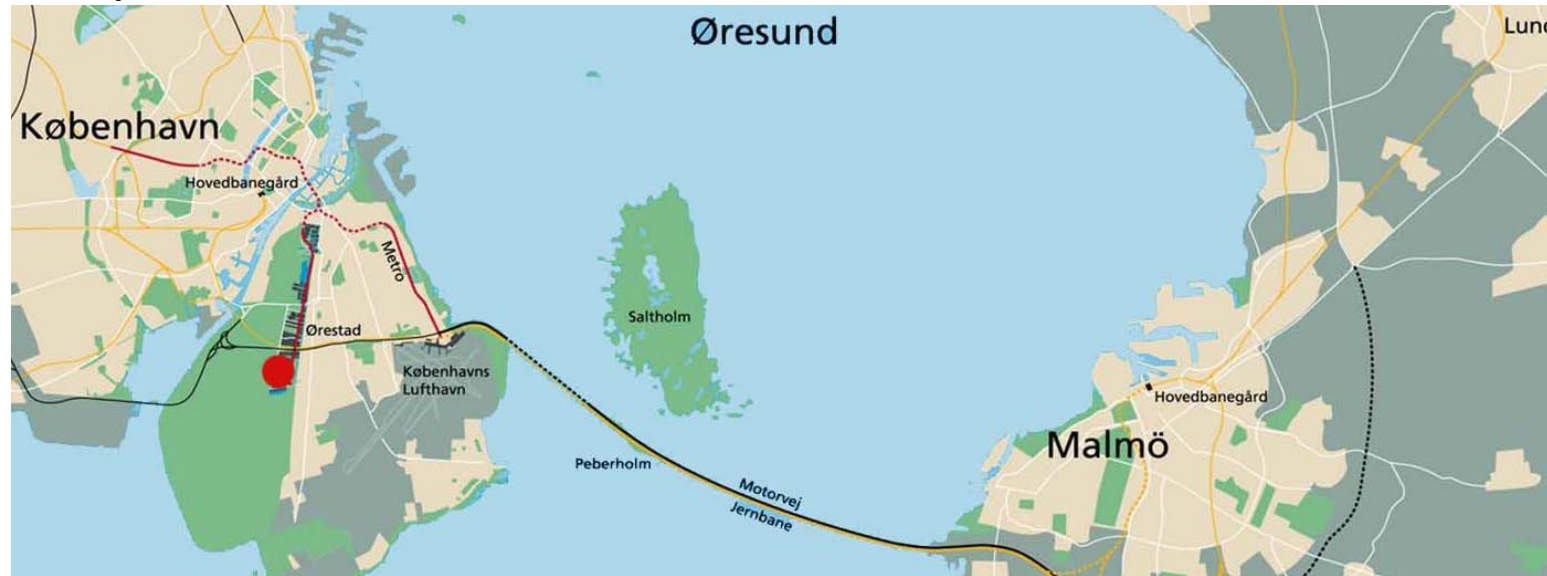 Øresund
Lund
København
Hovedbanegård
Metro
Saltholm
Ørestad
Københavns
Lufthavn
Hovedbanegård
Malmö
Peberholm
Motorvej
Jernbane